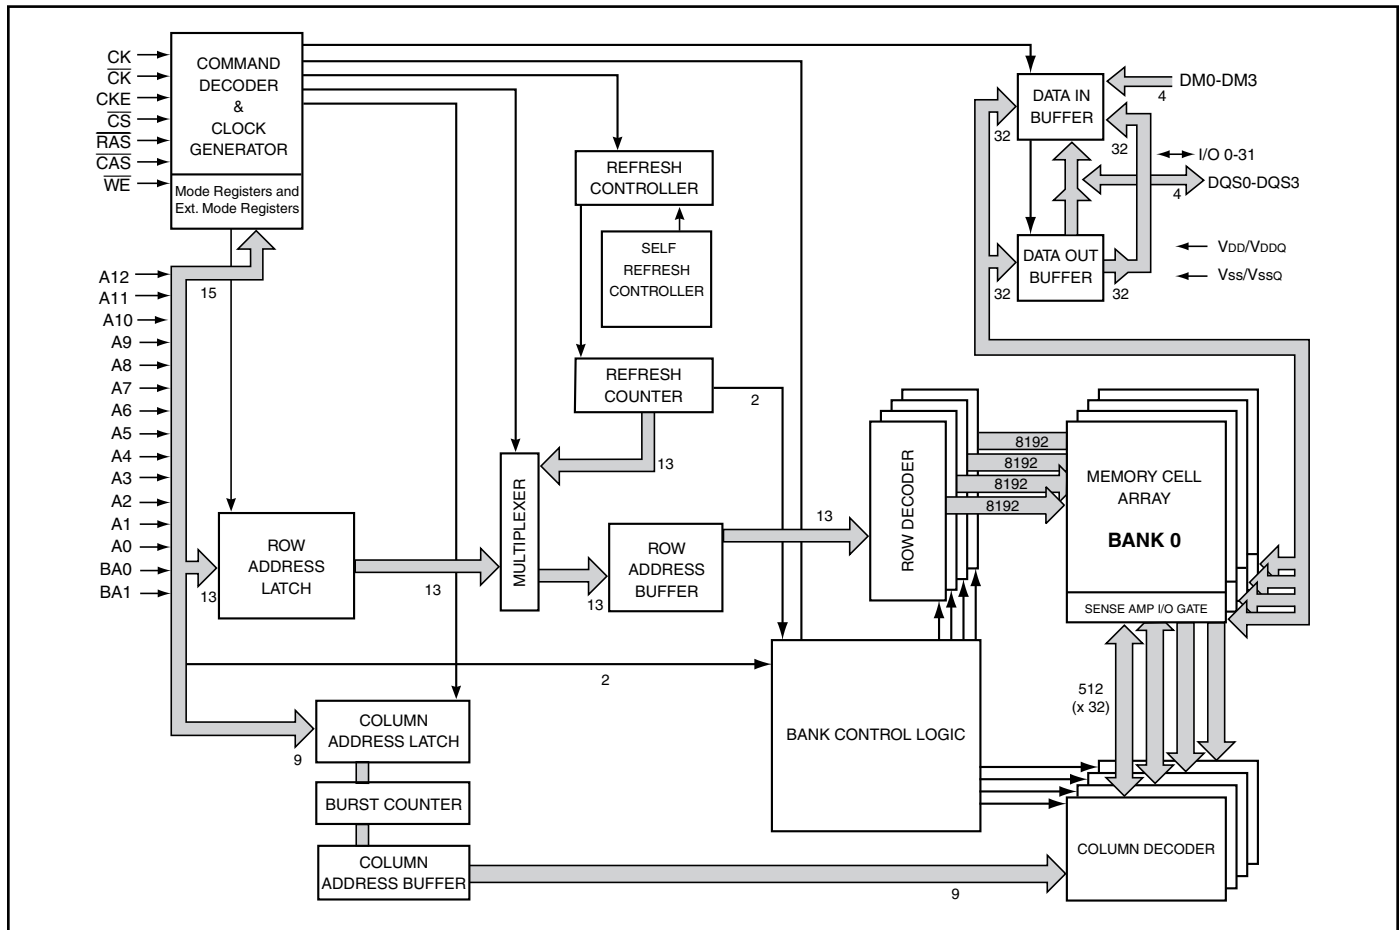 CK
C̅K̅
CKE
C̅S̅
R̅A̅S̅
C̅A̅S̅
W̅E̅
COMMAND
DECODER
&
CLOCK
GENERATOR
Mode Registers and
Ext. Mode Registers
A12
A11
A10
A9
A8
A7
A6
A5
A4
A3
A2
A1
A0
BA0
BA1
15
13
ROW
ADDRESS
LATCH
13
MULTIPLEXER
13
REFRESH
CONTROLLER
SELF
REFRESH
CONTROLLER
REFRESH
COUNTER
2
13
ROW
ADDRESS
BUFFER
13
ROW DECODER
8192
8192
8192
8192
MEMORY CELL
ARRAY
BANK 0
SENSE AMP I/O GATE
DATA IN
BUFFER
DM0-DM3
4
32
32
I/O 0-31
DQS0-DQS3
4
DATA OUT
BUFFER
32
32
VDD/VDDQ
Vss/VssQ
2
BANK CONTROL LOGIC
512
(x 32)
COLUMN
ADDRESS LATCH
9
BURST COUNTER
COLUMN
ADDRESS BUFFER
9
COLUMN DECODER